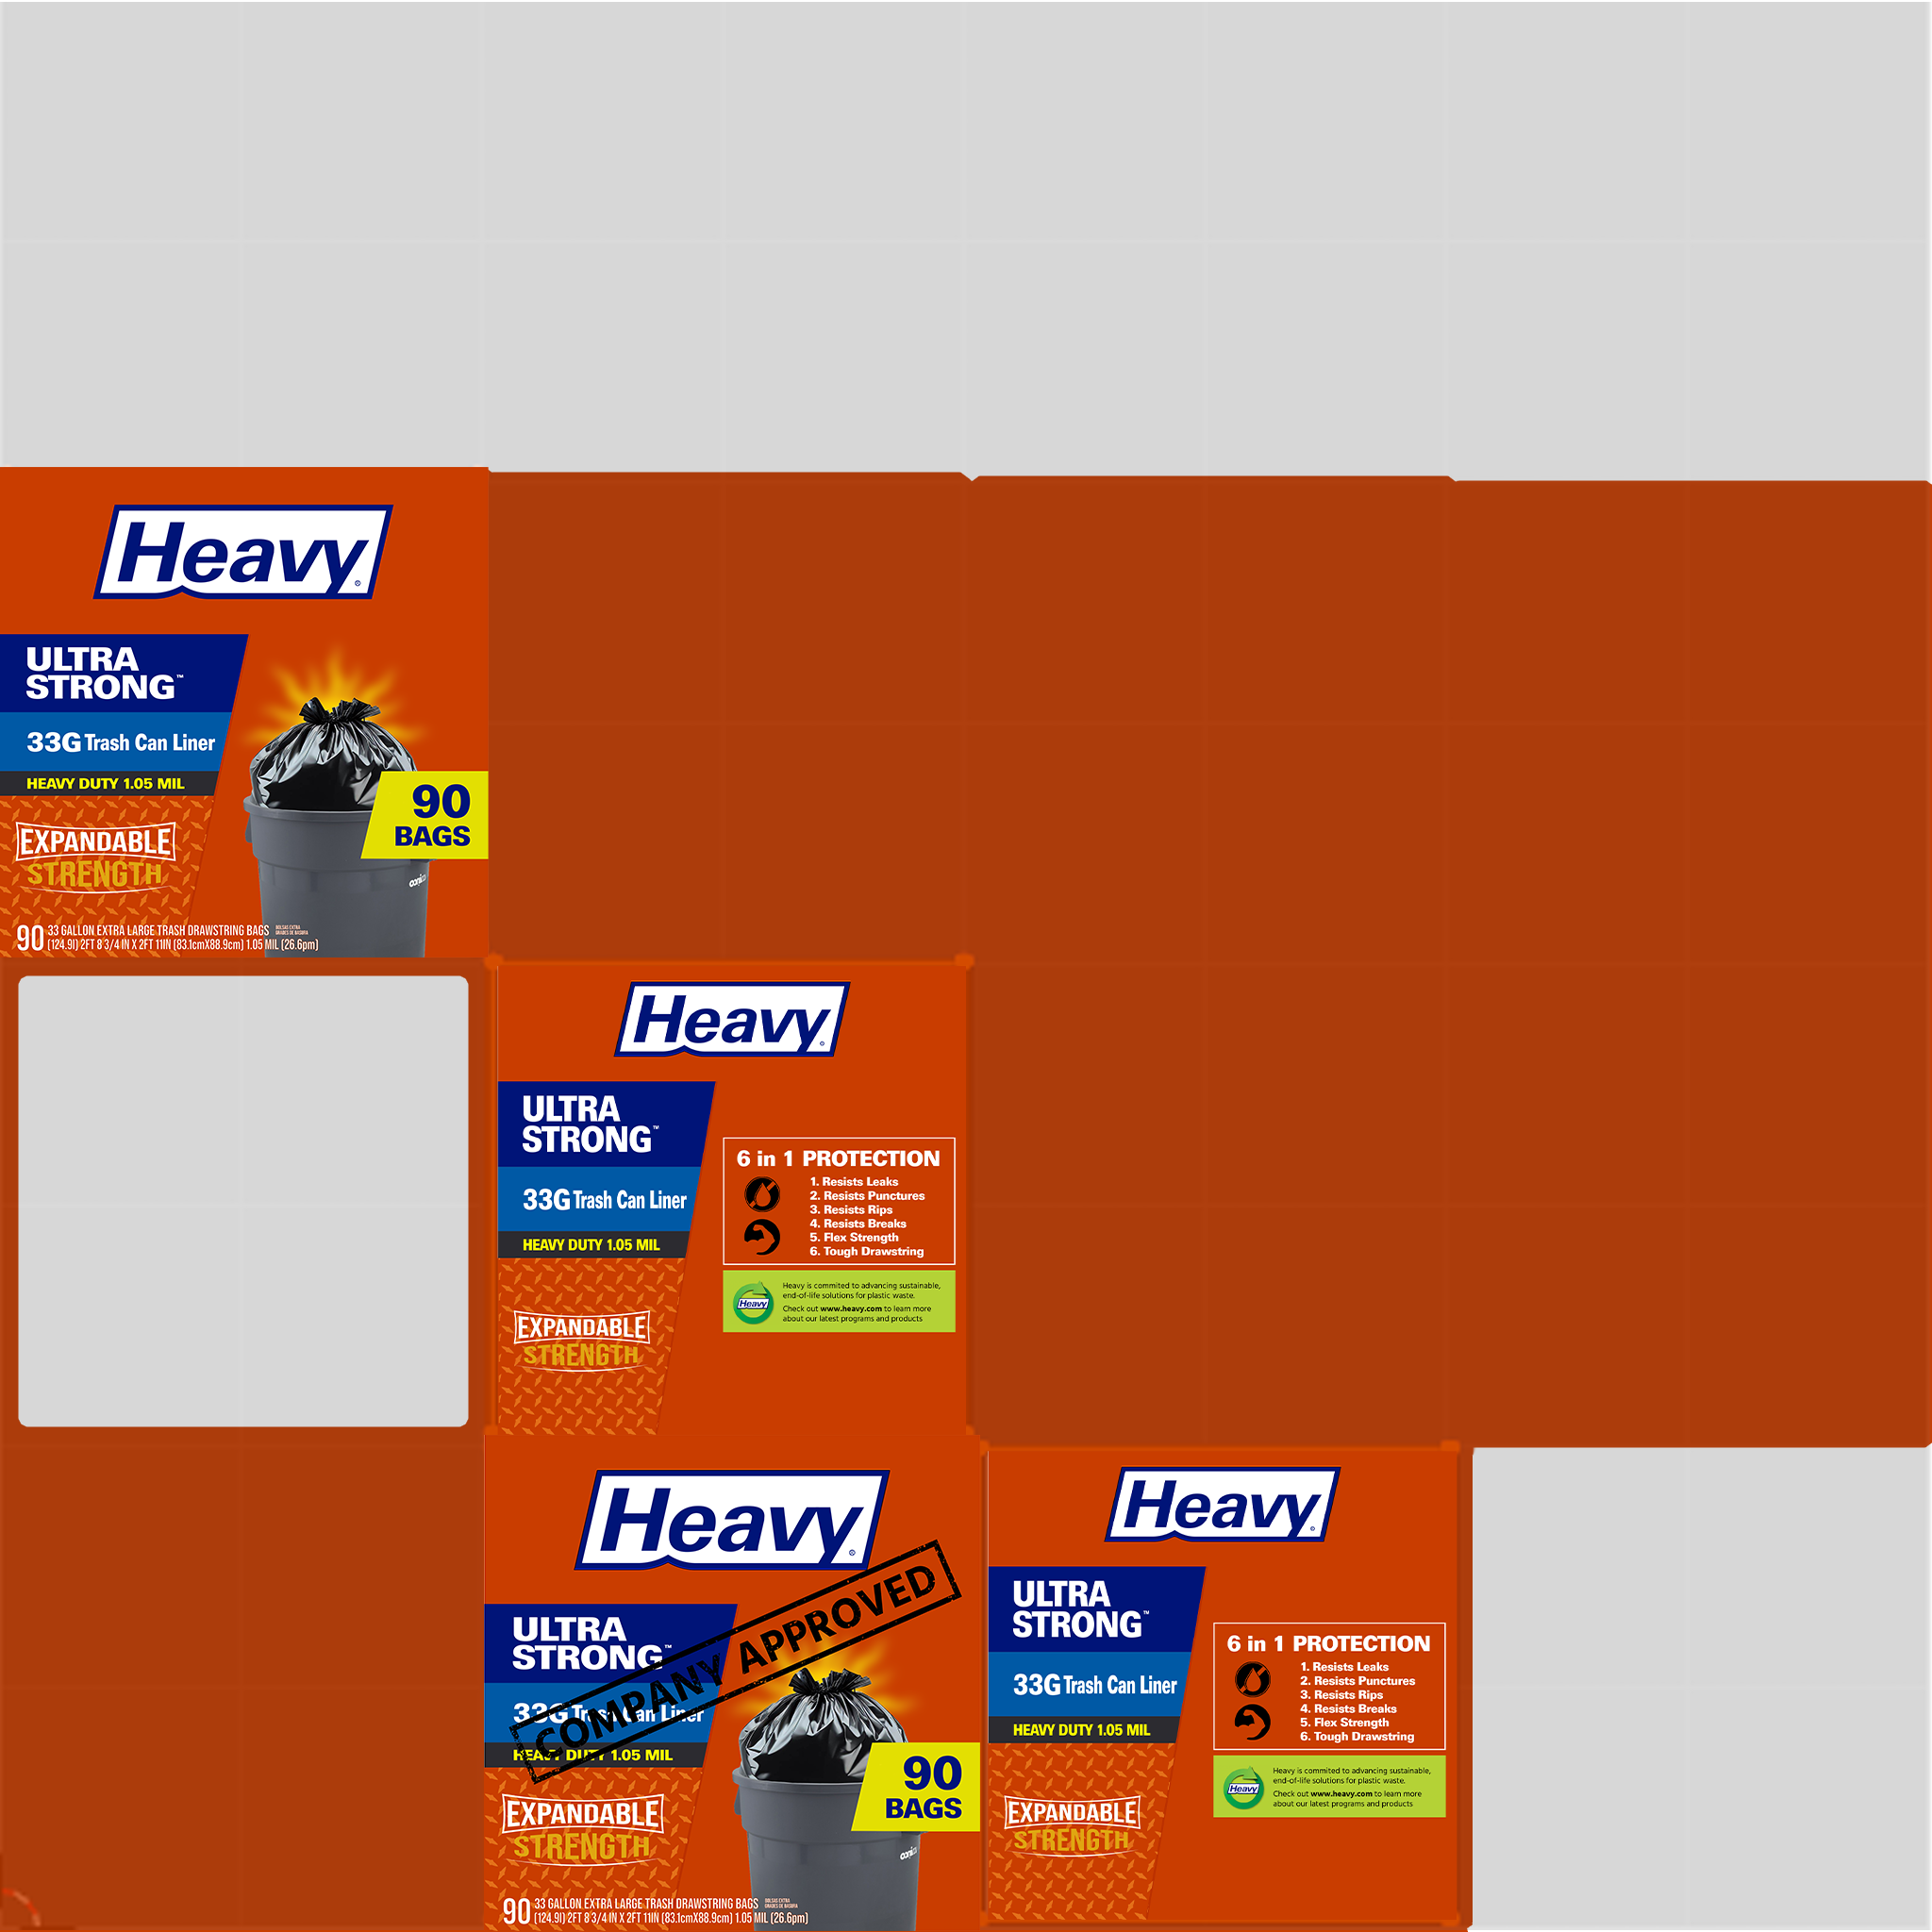 Heavy®
ULTRA
STRONG™
33G Trash Can Liner
HEAVY DUTY 1.05 MIL
EXPANDABLE
STRENGTH
90
BAGS
90 33 GALLON EXTRA LARGE TRASH DRAWSTRING BAGS
(124.9l) 2FT 8 3/4 IN X 2FT 11IN (83.1cmX88.9cm) 1.05 MIL (26.6pm)
Heavy®
ULTRA
STRONG™
33G Trash Can Liner
HEAVY DUTY 1.05 MIL
EXPANDABLE
STRENGTH
6 in 1 PROTECTION
1. Resists Leaks
2. Resists Punctures
3. Resists Rips
4. Resists Breaks
5. Flex Strength
6. Tough Drawstring
Heavy
Heavy is commited to advancing sustainable,
end-of-life solutions for plastic waste.
Check out www.heavy.com to learn more
about our latest programs and products
Heavy®
ULTRA
STRONG™
33G Trash Can Liner
HEAVY DUTY 1.05 MIL
COMPANY APPROVED
EXPANDABLE
STRENGTH
90
BAGS
90 33 GALLON EXTRA LARGE TRASH DRAWSTRING BAGS
(124.9l) 2FT 8 3/4 IN X 2FT 11IN (83.1cmX88.9cm) 1.05 MIL (26.6pm)
Heavy®
ULTRA
STRONG™
33G Trash Can Liner
HEAVY DUTY 1.05 MIL
EXPANDABLE
STRENGTH
6 in 1 PROTECTION
1. Resists Leaks
2. Resists Punctures
3. Resists Rips
4. Resists Breaks
5. Flex Strength
6. Tough Drawstring
Heavy
Heavy is commited to advancing sustainable,
end-of-life solutions for plastic waste.
Check out www.heavy.com to learn more
about our latest programs and products